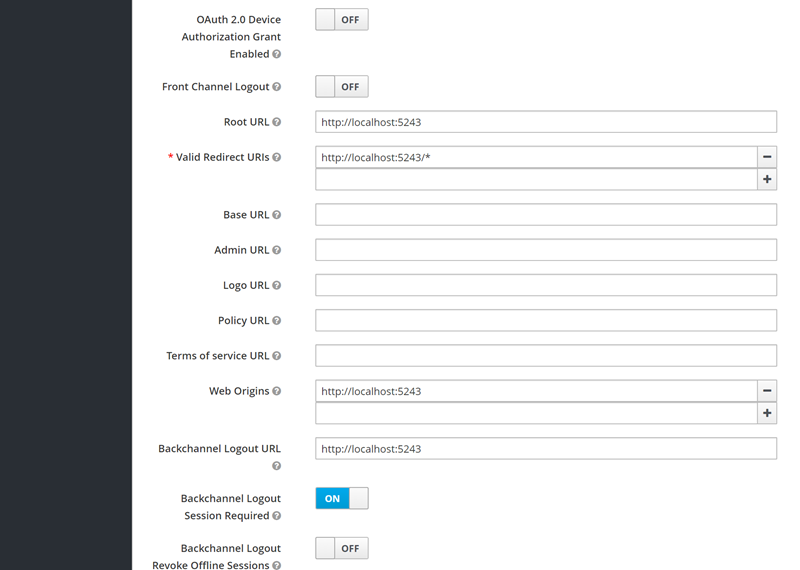 OAuth 2.0 Device
Authorization Grant
Enabled ?
OFF
Front Channel Logout ?
OFF
Root URL ?
http://localhost:5243
* Valid Redirect URIs ?
http://localhost:5243/*
Base URL ?
Admin URL ?
Logo URL ?
Policy URL ?
Terms of service URL ?
Web Origins ?
http://localhost:5243
Backchannel Logout URL
?
http://localhost:5243
Backchannel Logout
Session Required ?
ON
Backchannel Logout
Revoke Offline Sessions ?
OFF